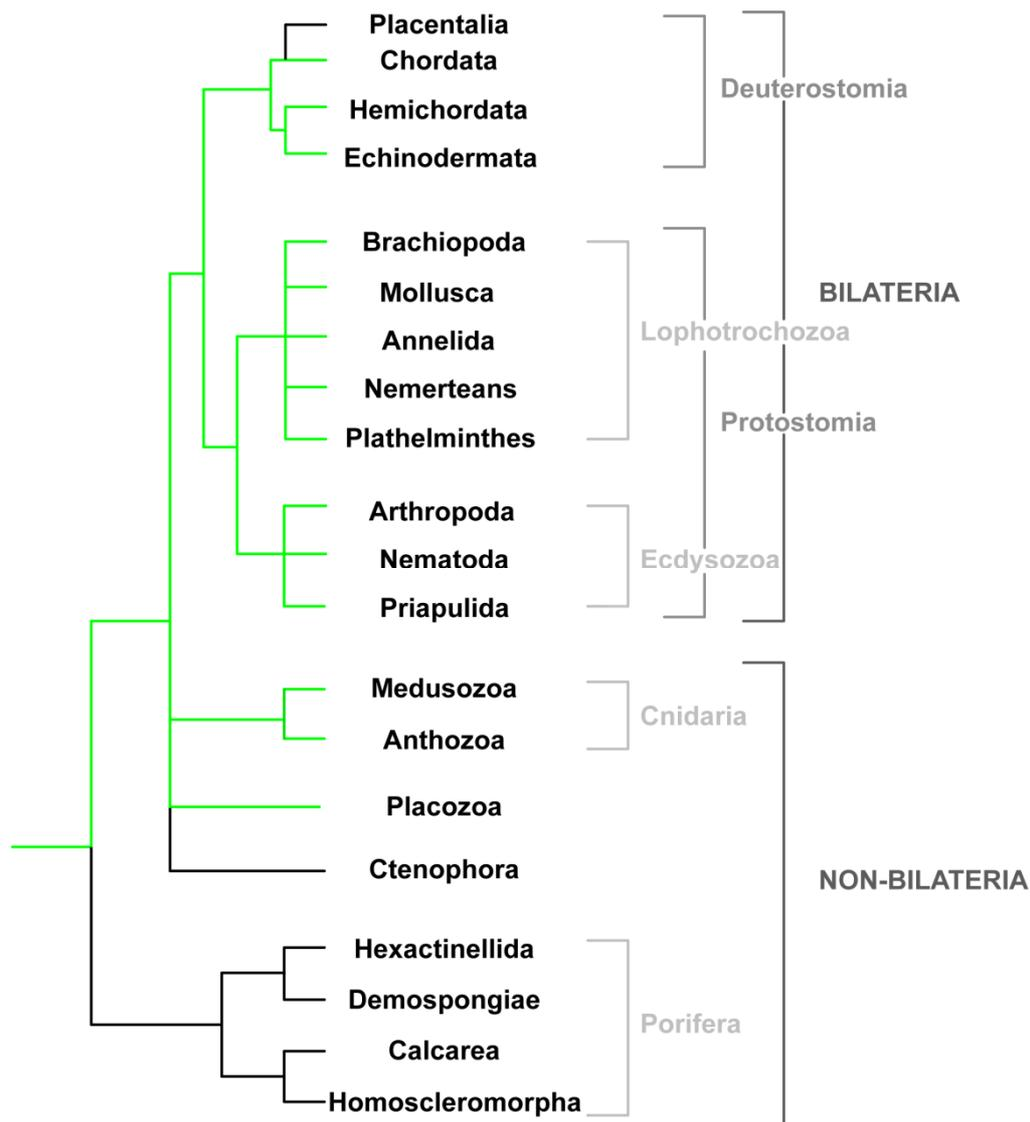 Placentalia
Chordata
Deuterostomia
Hemichordata
Echinodermata
Brachiopoda
Mollusca
BILATERIA
Lophotrochozoa
Annelida
Nemerteans
Protostomia
Plathelminthes
Arthropoda
Nematoda
Ecdysozoa
Priapulida
Medusozoa
Cnidaria
Anthozoa
Placozoa
Ctenophora
NON-BILATERIA
Hexactinellida
Demospongiae
Porifera
Calcarea
Homoscleromorpha